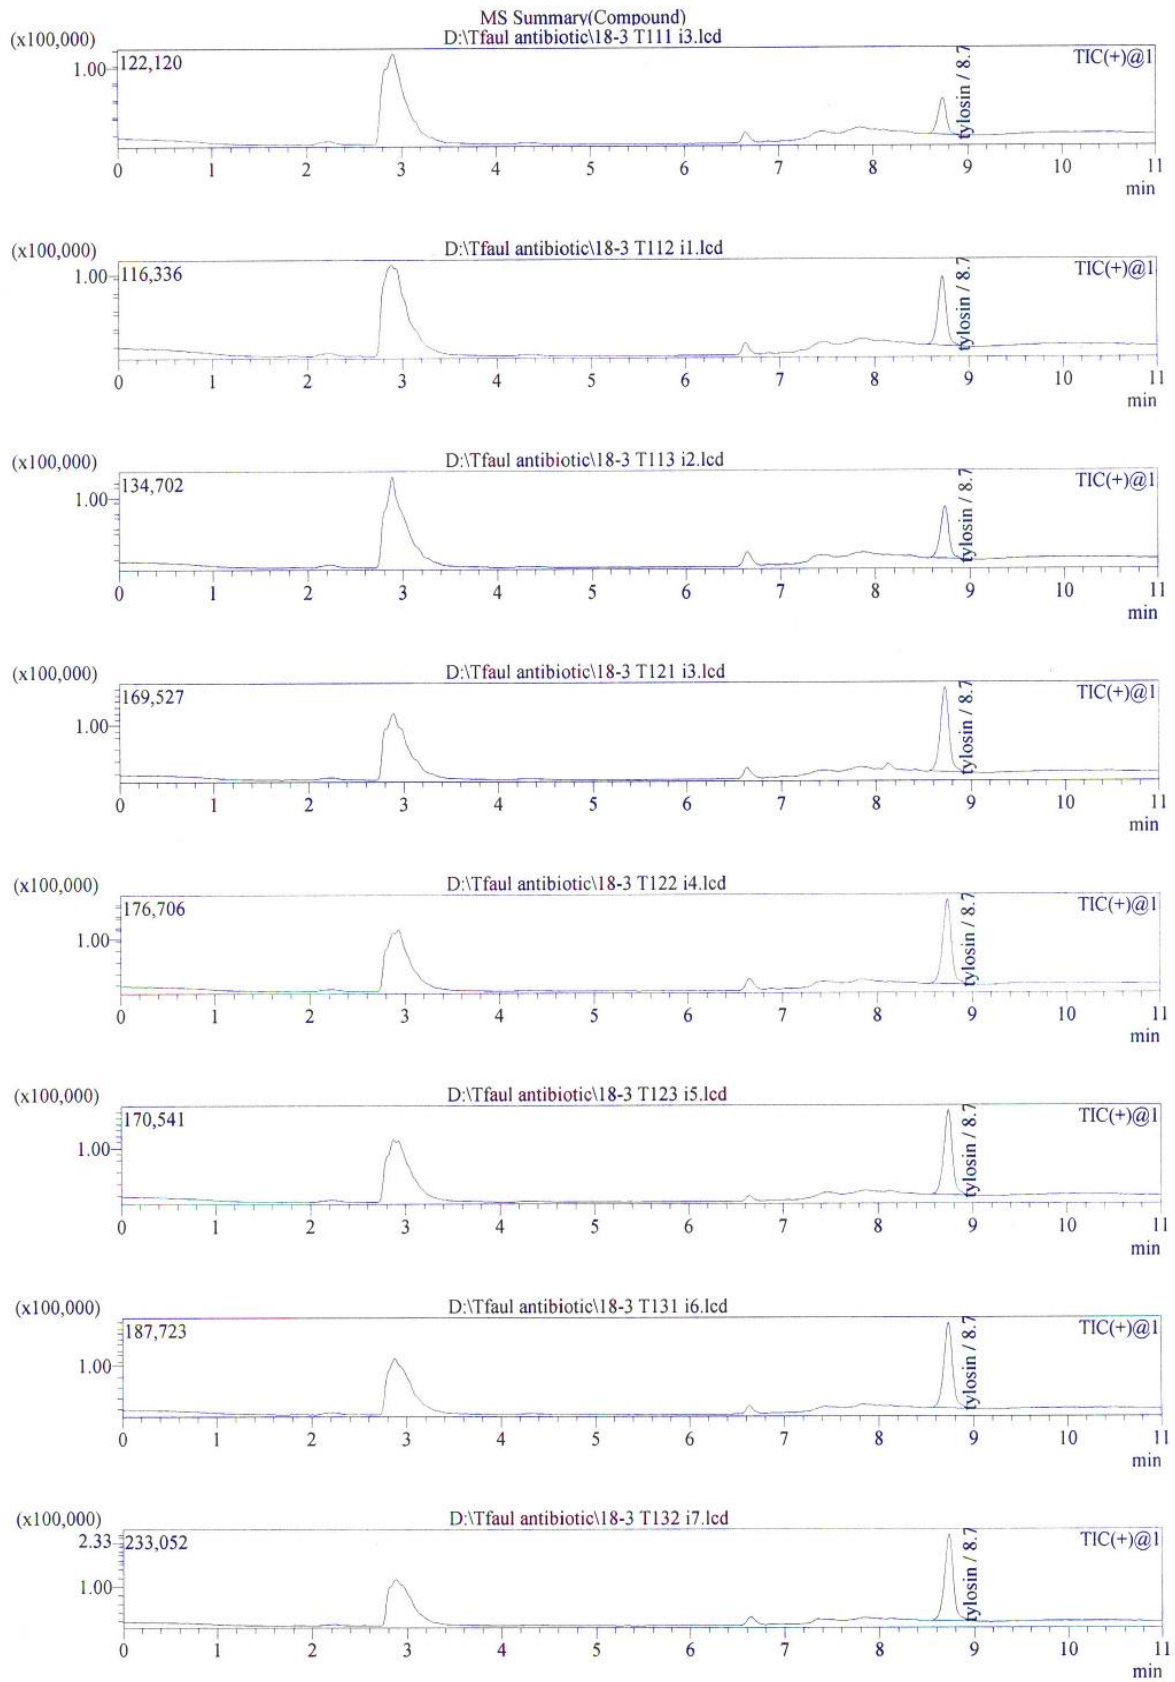 MS Summary(Compound)
(x100,000) D:\Tfaul antibiotic\18-3 T111 i3.lcd
1.00 122,120 tylosin / 8.7 TIC(+)@1
0 1 2 3 4 5 6 7 8 9 10 11
min
(x100,000) D:\Tfaul antibiotic\18-3 T112 i1.lcd
1.00 116,336 tylosin / 8.7 TIC(+)@1
0 1 2 3 4 5 6 7 8 9 10 11
min
(x100,000) D:\Tfaul antibiotic\18-3 T113 i2.lcd
1.00 134,702 tylosin / 8.7 TIC(+)@1
0 1 2 3 4 5 6 7 8 9 10 11
min
(x100,000) D:\Tfaul antibiotic\18-3 T121 i3.lcd
1.00 169,527 tylosin / 8.7 TIC(+)@1
0 1 2 3 4 5 6 7 8 9 10 11
min
(x100,000) D:\Tfaul antibiotic\18-3 T122 i4.lcd
1.00 176,706 tylosin / 8.7 TIC(+)@1
0 1 2 3 4 5 6 7 8 9 10 11
min
(x100,000) D:\Tfaul antibiotic\18-3 T123 i5.lcd
1.00 170,541 tylosin / 8.7 TIC(+)@1
0 1 2 3 4 5 6 7 8 9 10 11
min
(x100,000) D:\Tfaul antibiotic\18-3 T131 i6.lcd
1.00 187,723 tylosin / 8.7 TIC(+)@1
0 1 2 3 4 5 6 7 8 9 10 11
min
(x100,000) D:\Tfaul antibiotic\18-3 T132 i7.lcd
2.33 233,052 tylosin / 8.7 TIC(+)@1
1.00
0 1 2 3 4 5 6 7 8 9 10 11
min